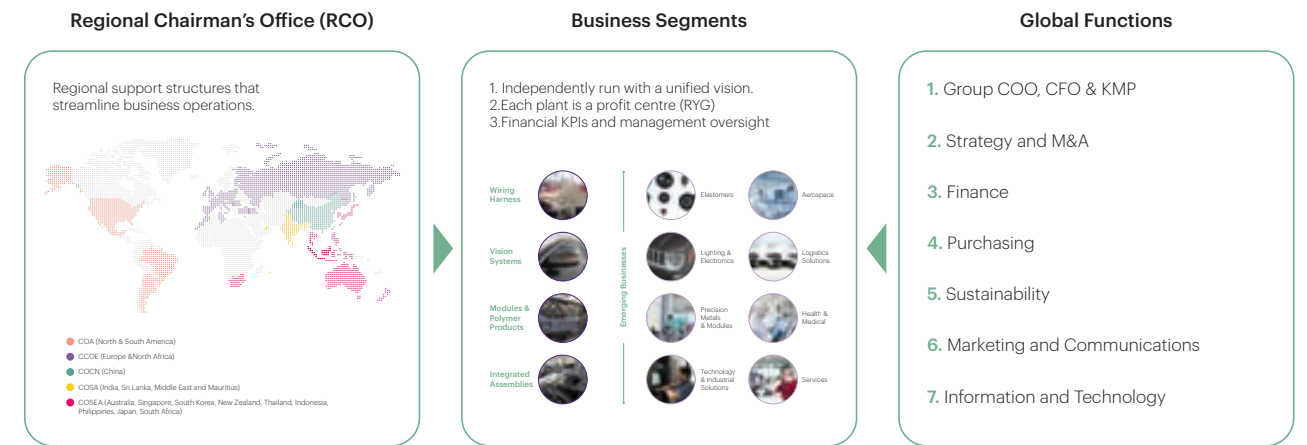 Regional Chairman's Office (RCO)
Regional support structures that
streamline business operations.
COA (North & South America)
CCOE (Europe &North Africa)
COCN (China)
COSA (India, Sri Lanka, Middle East and Mauritius)
COSEA (Australia, Singapore, South Korea, New Zealand, Thailand, Indonesia,
Philippines, Japan, South Africa)
Business Segments
1. Independently run with a unified vision.
2.Each plant is a profit centre (RYG)
3.Financial KPIs and management oversight
Wiring
Harness
Vision
Systems
Modules &
Polymer
Products
Integrated
Assemblies
Emerging Businesses
Elastomers
Aerospace
Lighting &
Electronics
Logistics
Solutions
Precision
Metals
& Modules
Health &
Medical
Technology
& Industrial
Solutions
Services
Global Functions
1. Group COO, CFO & KMP
2. Strategy and M&A
3. Finance
4. Purchasing
5. Sustainability
6. Marketing and Communications
7. Information and Technology